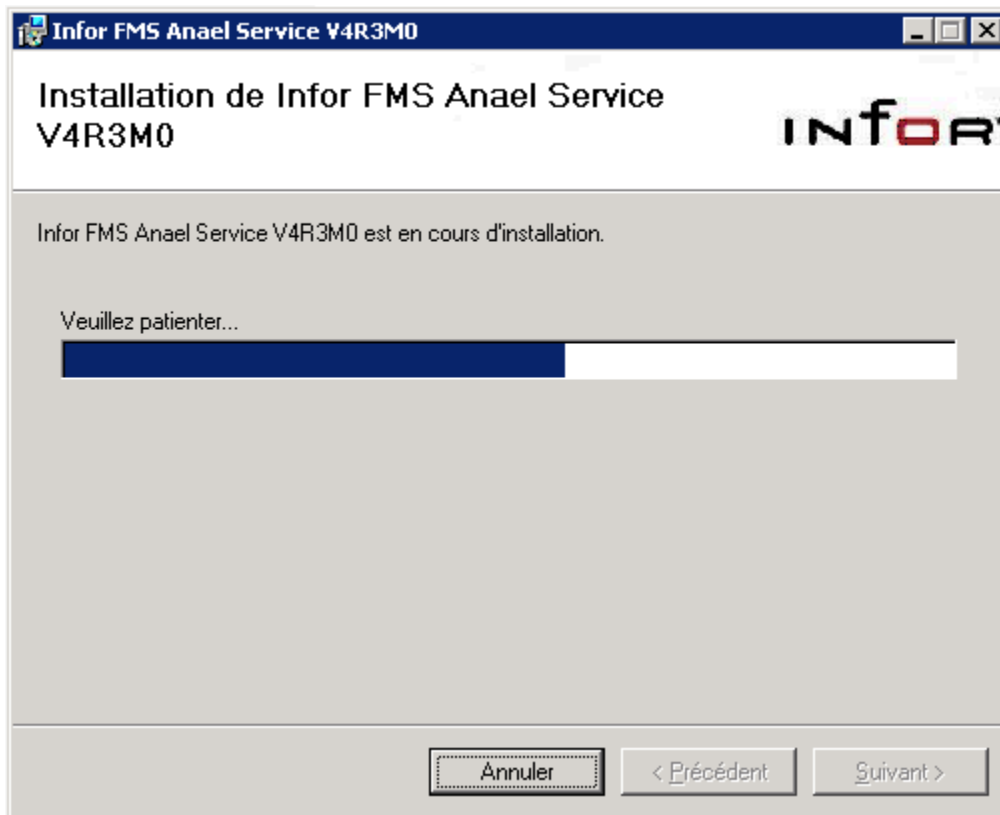 Infor FMS Anael Service V4R3M0
Installation de Infor FMS Anael Service
V4R3M0
INfOR
Infor FMS Anael Service V4R3M0 est en cours d'installation.
Veuillez patienter...
Annuler
< Précédent
Suivant >